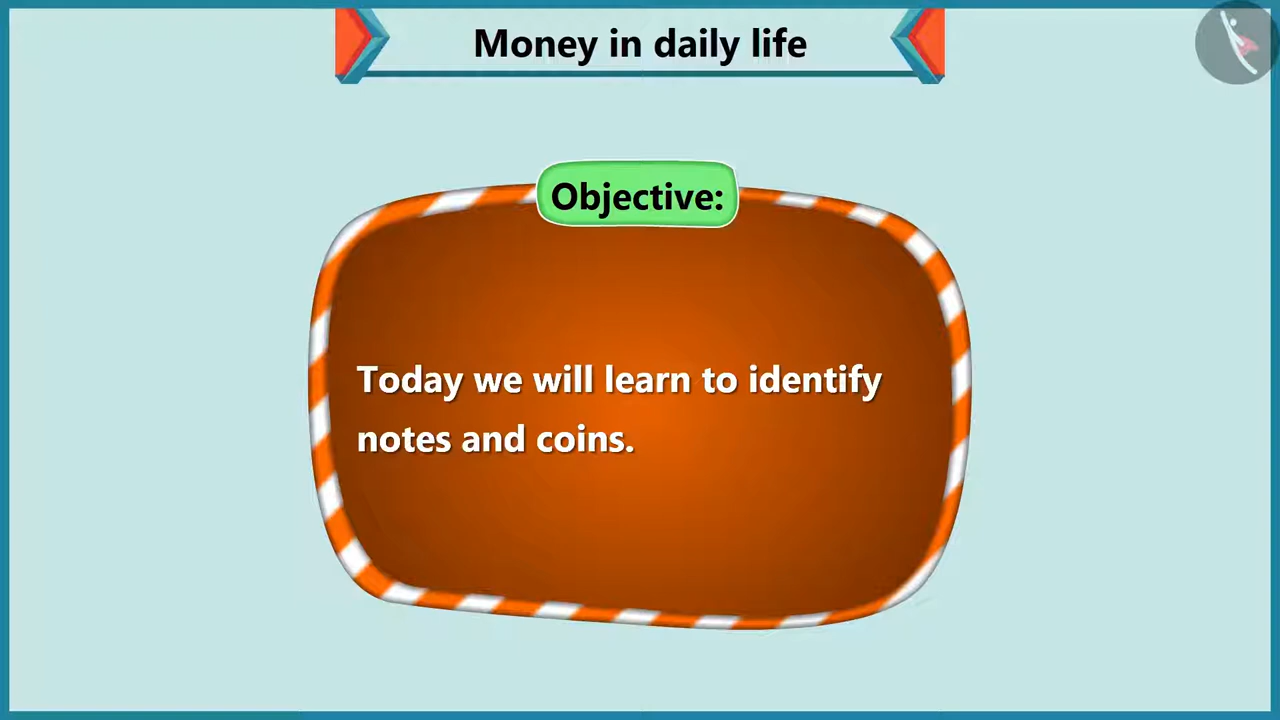 Money in daily life
Objective:
Today we will learn to identify
notes and coins.